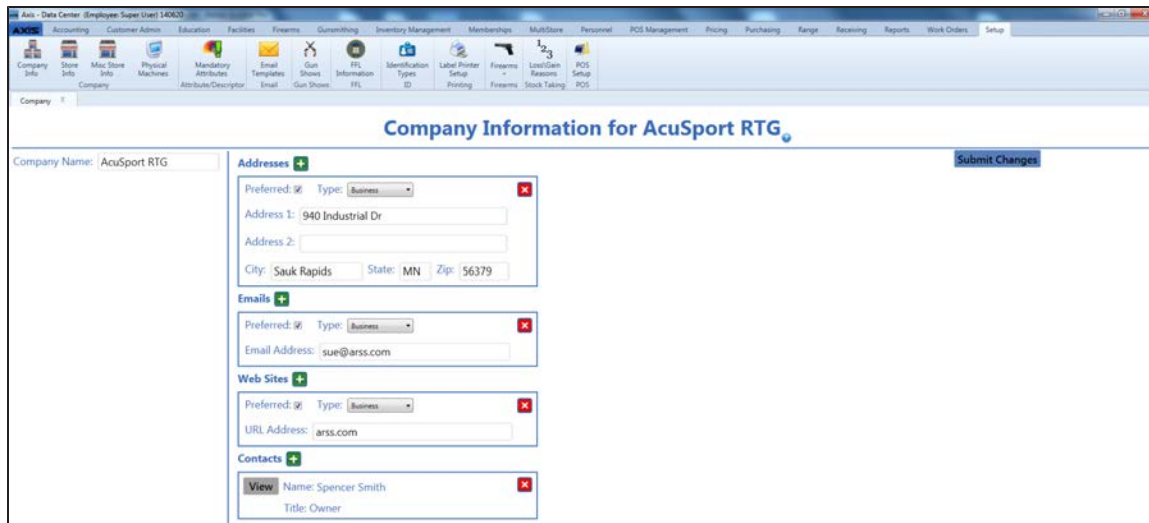 Axis - Data Center (Employee: Super User) 140620
AXIS Accounting Customer Admin Education Facilities Firearms Gunsmithing Inventory Management Memberships MultiStore Personnel POS Management Pricing Purchasing Range Receiving Reports Work Orders Setup
Company Info Store Info Misc Store Info Physical Machines Mandatory Attributes Email Templates Gun Shows FFL Information Identification Types Label Printer Setup Firearms Loss\Gain Reasons POS Setup
Company Attribute/Descriptor Email Gun Shows FFL ID Printing Firearms Stock Taking POS
Company X
Company Information for AcuSport RTG
Company Name: AcuSport RTG
Addresses
Submit Changes
Preferred: Type: Business
Address 1: 940 Industrial Dr
Address 2:
City: Sauk Rapids State: MN Zip: 56379
Emails
Preferred: Type: Business
Email Address: sue@arss.com
Web Sites
Preferred: Type: Business
URL Address: arss.com
Contacts
View Name: Spencer Smith
Title: Owner